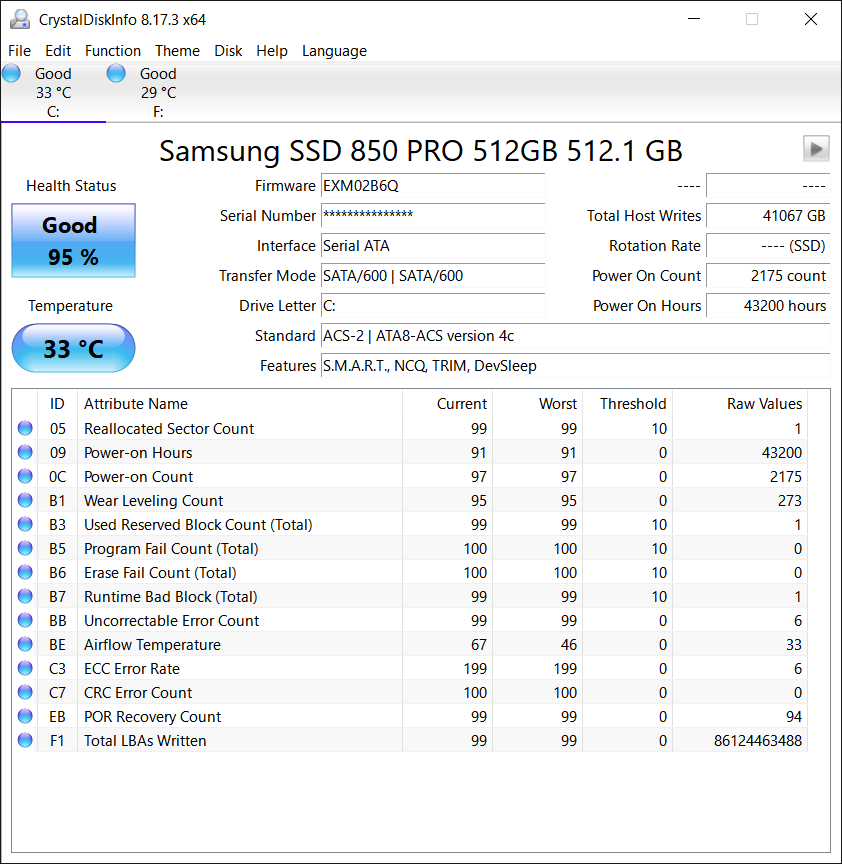 CrystalDiskInfo 8.17.3 x64
File Edit Function Theme Disk Help Language
Good Good
33 °C 29 °C
C: F:
Samsung SSD 850 PRO 512GB 512.1 GB
Health Status
Good
95 %
Temperature
33 °C
Firmware EXM02B6Q ---- ----
Serial Number *************** Total Host Writes 41067 GB
Interface Serial ATA Rotation Rate ---- (SSD)
Transfer Mode SATA/600 | SATA/600 Power On Count 2175 count
Drive Letter C: Power On Hours 43200 hours
Standard ACS-2 | ATA8-ACS version 4c
Features S.M.A.R.T., NCQ, TRIM, DevSleep
ID Attribute Name Current Worst Threshold Raw Values
05 Reallocated Sector Count 99 99 10 1
09 Power-on Hours 91 91 0 43200
0C Power-on Count 97 97 0 2175
B1 Wear Leveling Count 95 95 0 273
B3 Used Reserved Block Count (Total) 99 99 10 1
B5 Program Fail Count (Total) 100 100 10 0
B6 Erase Fail Count (Total) 100 100 10 0
B7 Runtime Bad Block (Total) 99 99 10 1
BB Uncorrectable Error Count 99 99 0 6
BE Airflow Temperature 67 46 0 33
C3 ECC Error Rate 199 199 0 6
C7 CRC Error Count 100 100 0 0
EB POR Recovery Count 99 99 0 94
F1 Total LBAs Written 99 99 0 86124463488